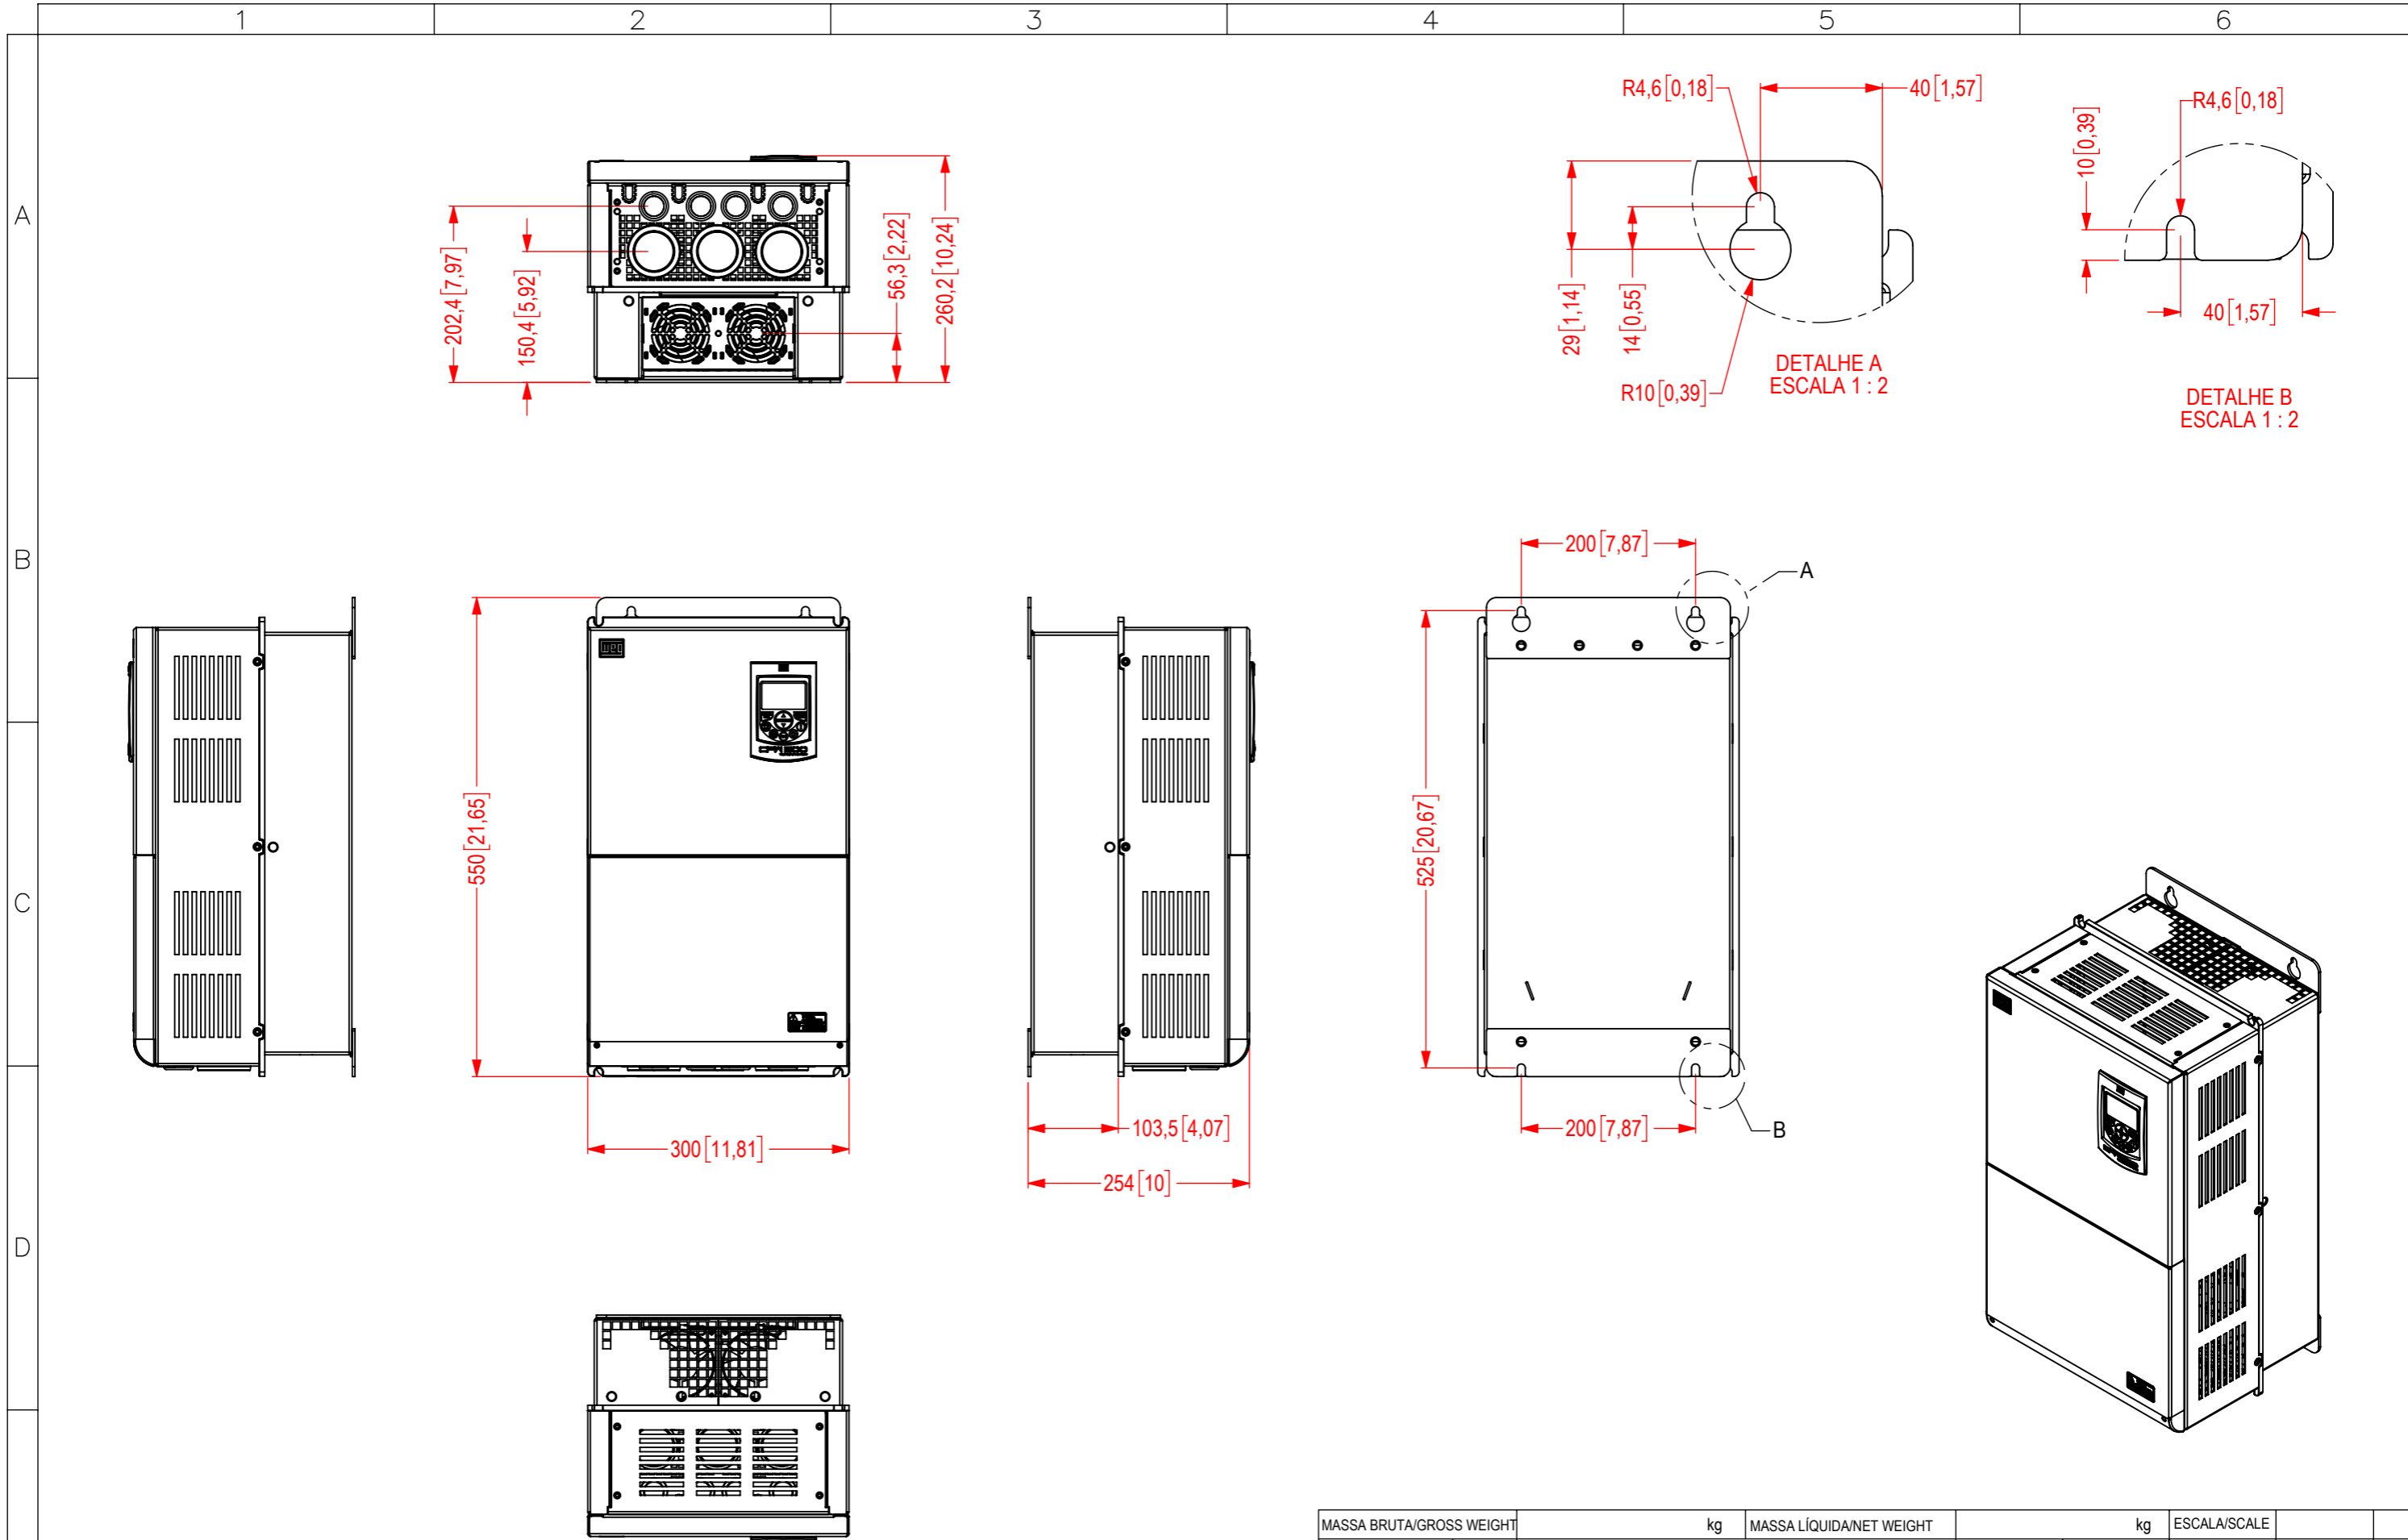 1 2 3 4 5 6
A
B
C
D
202,4[7,97]
150,4[5,92]
56,3[2,22]
260,2[10,24]
R4,6[0,18]
40[1,57]
29[1,14]
14[0,55]
R10[0,39]
DETALHE A
ESCALA 1 : 2
R4,6[0,18]
10[0,39]
40[1,57]
DETALHE B
ESCALA 1 : 2
550[21,65]
weg
300[11,81]
103,5[4,07]
254[10]
200[7,87]
A
525[20,67]
200[7,87]
B
MASSA BRUTA/GROSS WEIGHT kg MASSA LÍQUIDA/NET WEIGHT kg ESCALA/SCALE